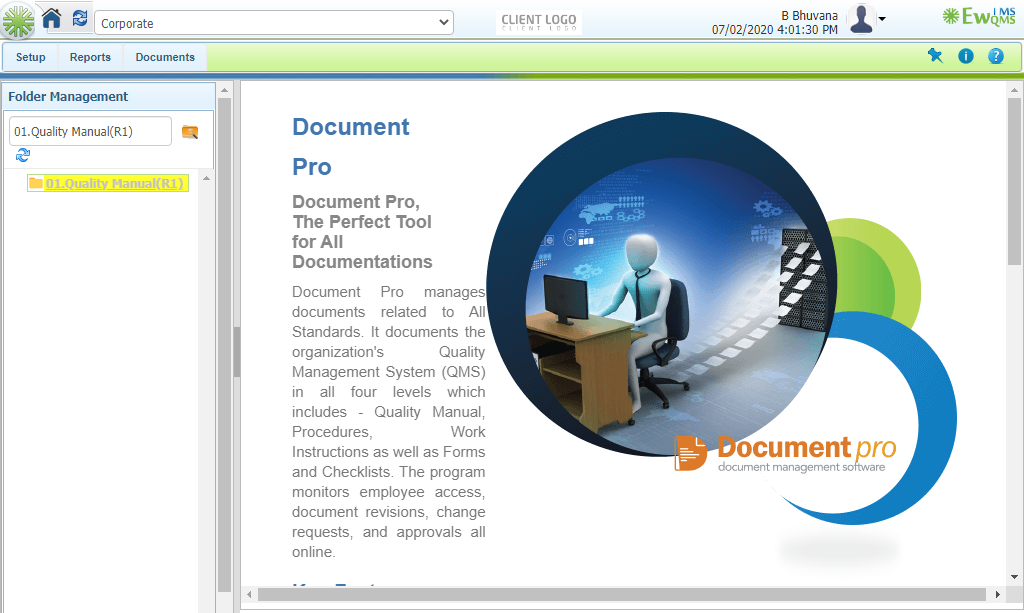 Corporate
CLIENT LOGO
CLIENT LOGO
B Bhuvana
07/02/2020 4:01:30 PM
EwQMS
LMS
Setup
Reports
Documents
Folder Management
01.Quality Manual(R1)
01.Quality Manual(R1)
Document
Pro
Document Pro,
The Perfect Tool
for All
Documentations
Document Pro manages
documents related to All
Standards. It documents the
organization's Quality
Management System (QMS)
in all four levels which
includes - Quality Manual,
Procedures, Work
Instructions as well as Forms
and Checklists. The program
monitors employee access,
document revisions, change
requests, and approvals all
online.
Document pro
document management software